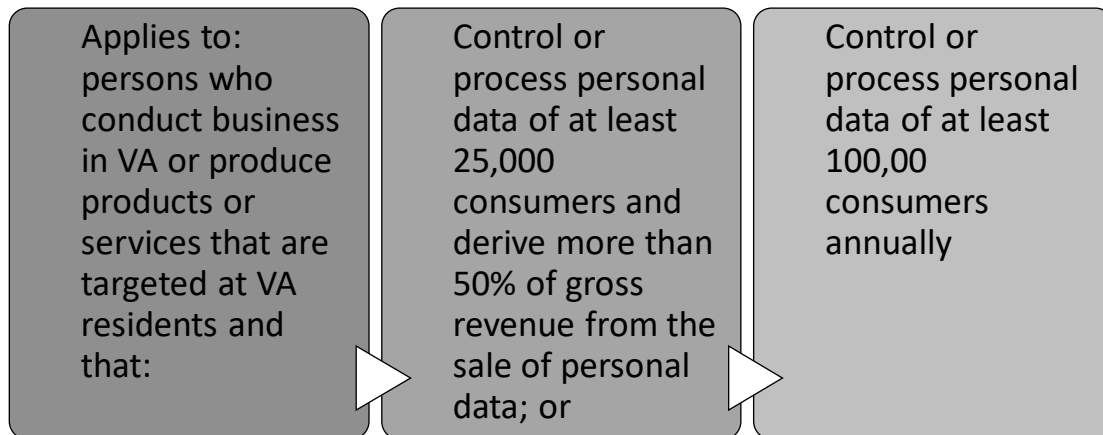 Applies to:
persons who
conduct business
in VA or produce
products or
services that are
targeted at VA
residents and
that:
Control or
process personal
data of at least
25,000
consumers and
derive more than
50% of gross
revenue from the
sale of personal
data; or
Control or
process personal
data of at least
100,00
consumers
annually